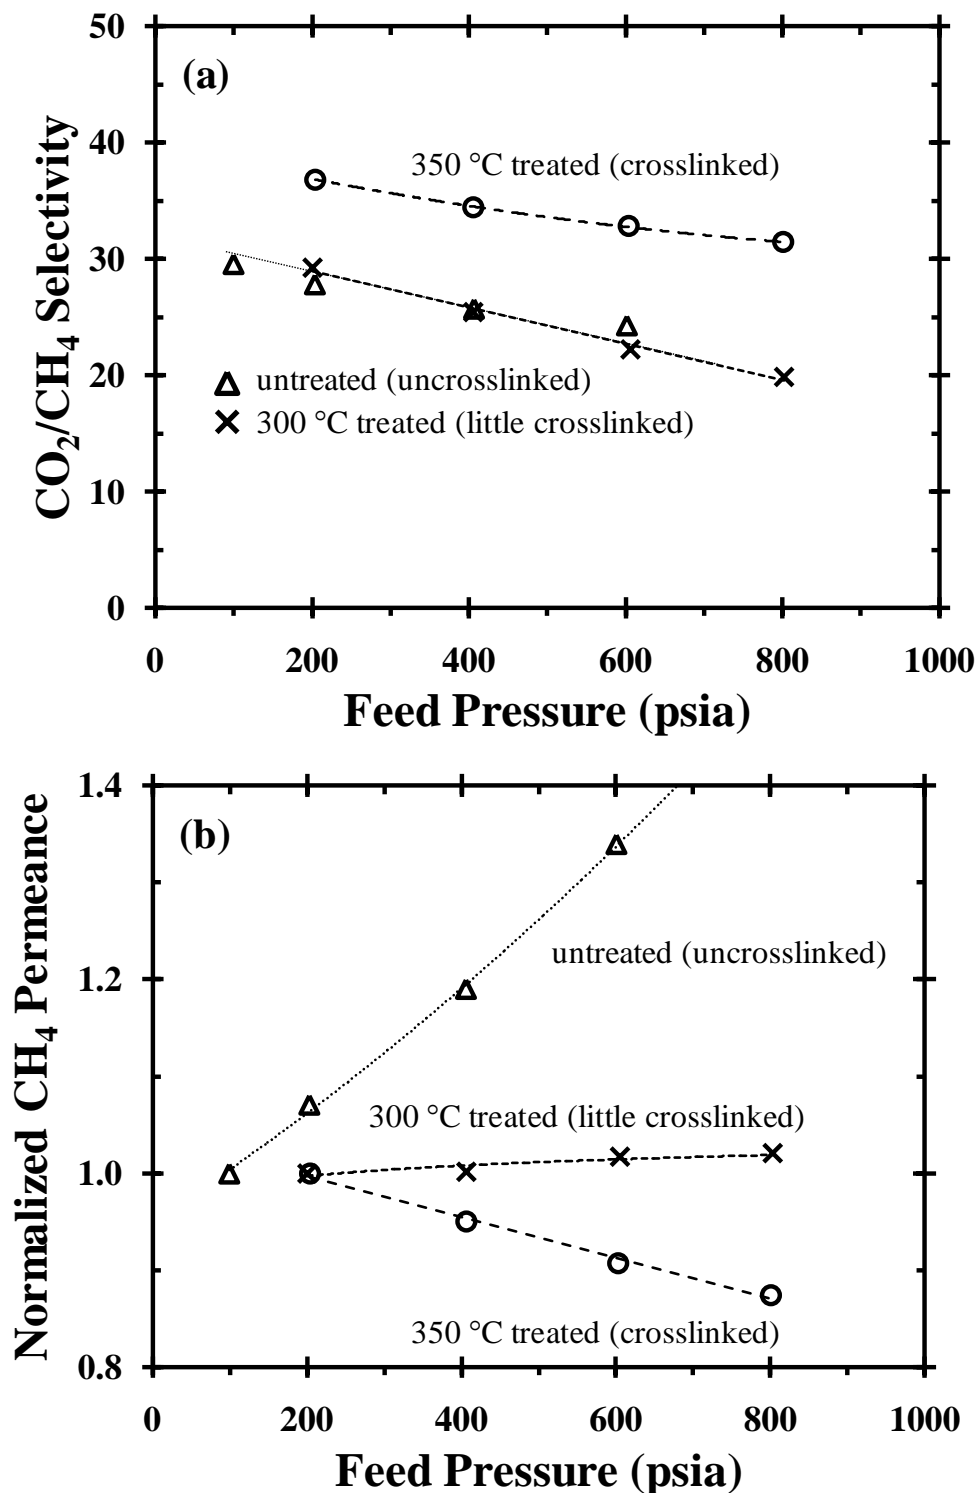 50
(a)
40
350 °C treated (crosslinked)
30
untreated (uncrosslinked)
20
300 °C treated (little crosslinked)
10
0
CO₂/CH₄ Selectivity
0 200 400 600 800 1000
Feed Pressure (psia)
1.4
(b)
untreated (uncrosslinked)
1.2
300 °C treated (little crosslinked)
1.0
350 °C treated (crosslinked)
0.8
Normalized CH₄ Permeance
0 200 400 600 800 1000
Feed Pressure (psia)